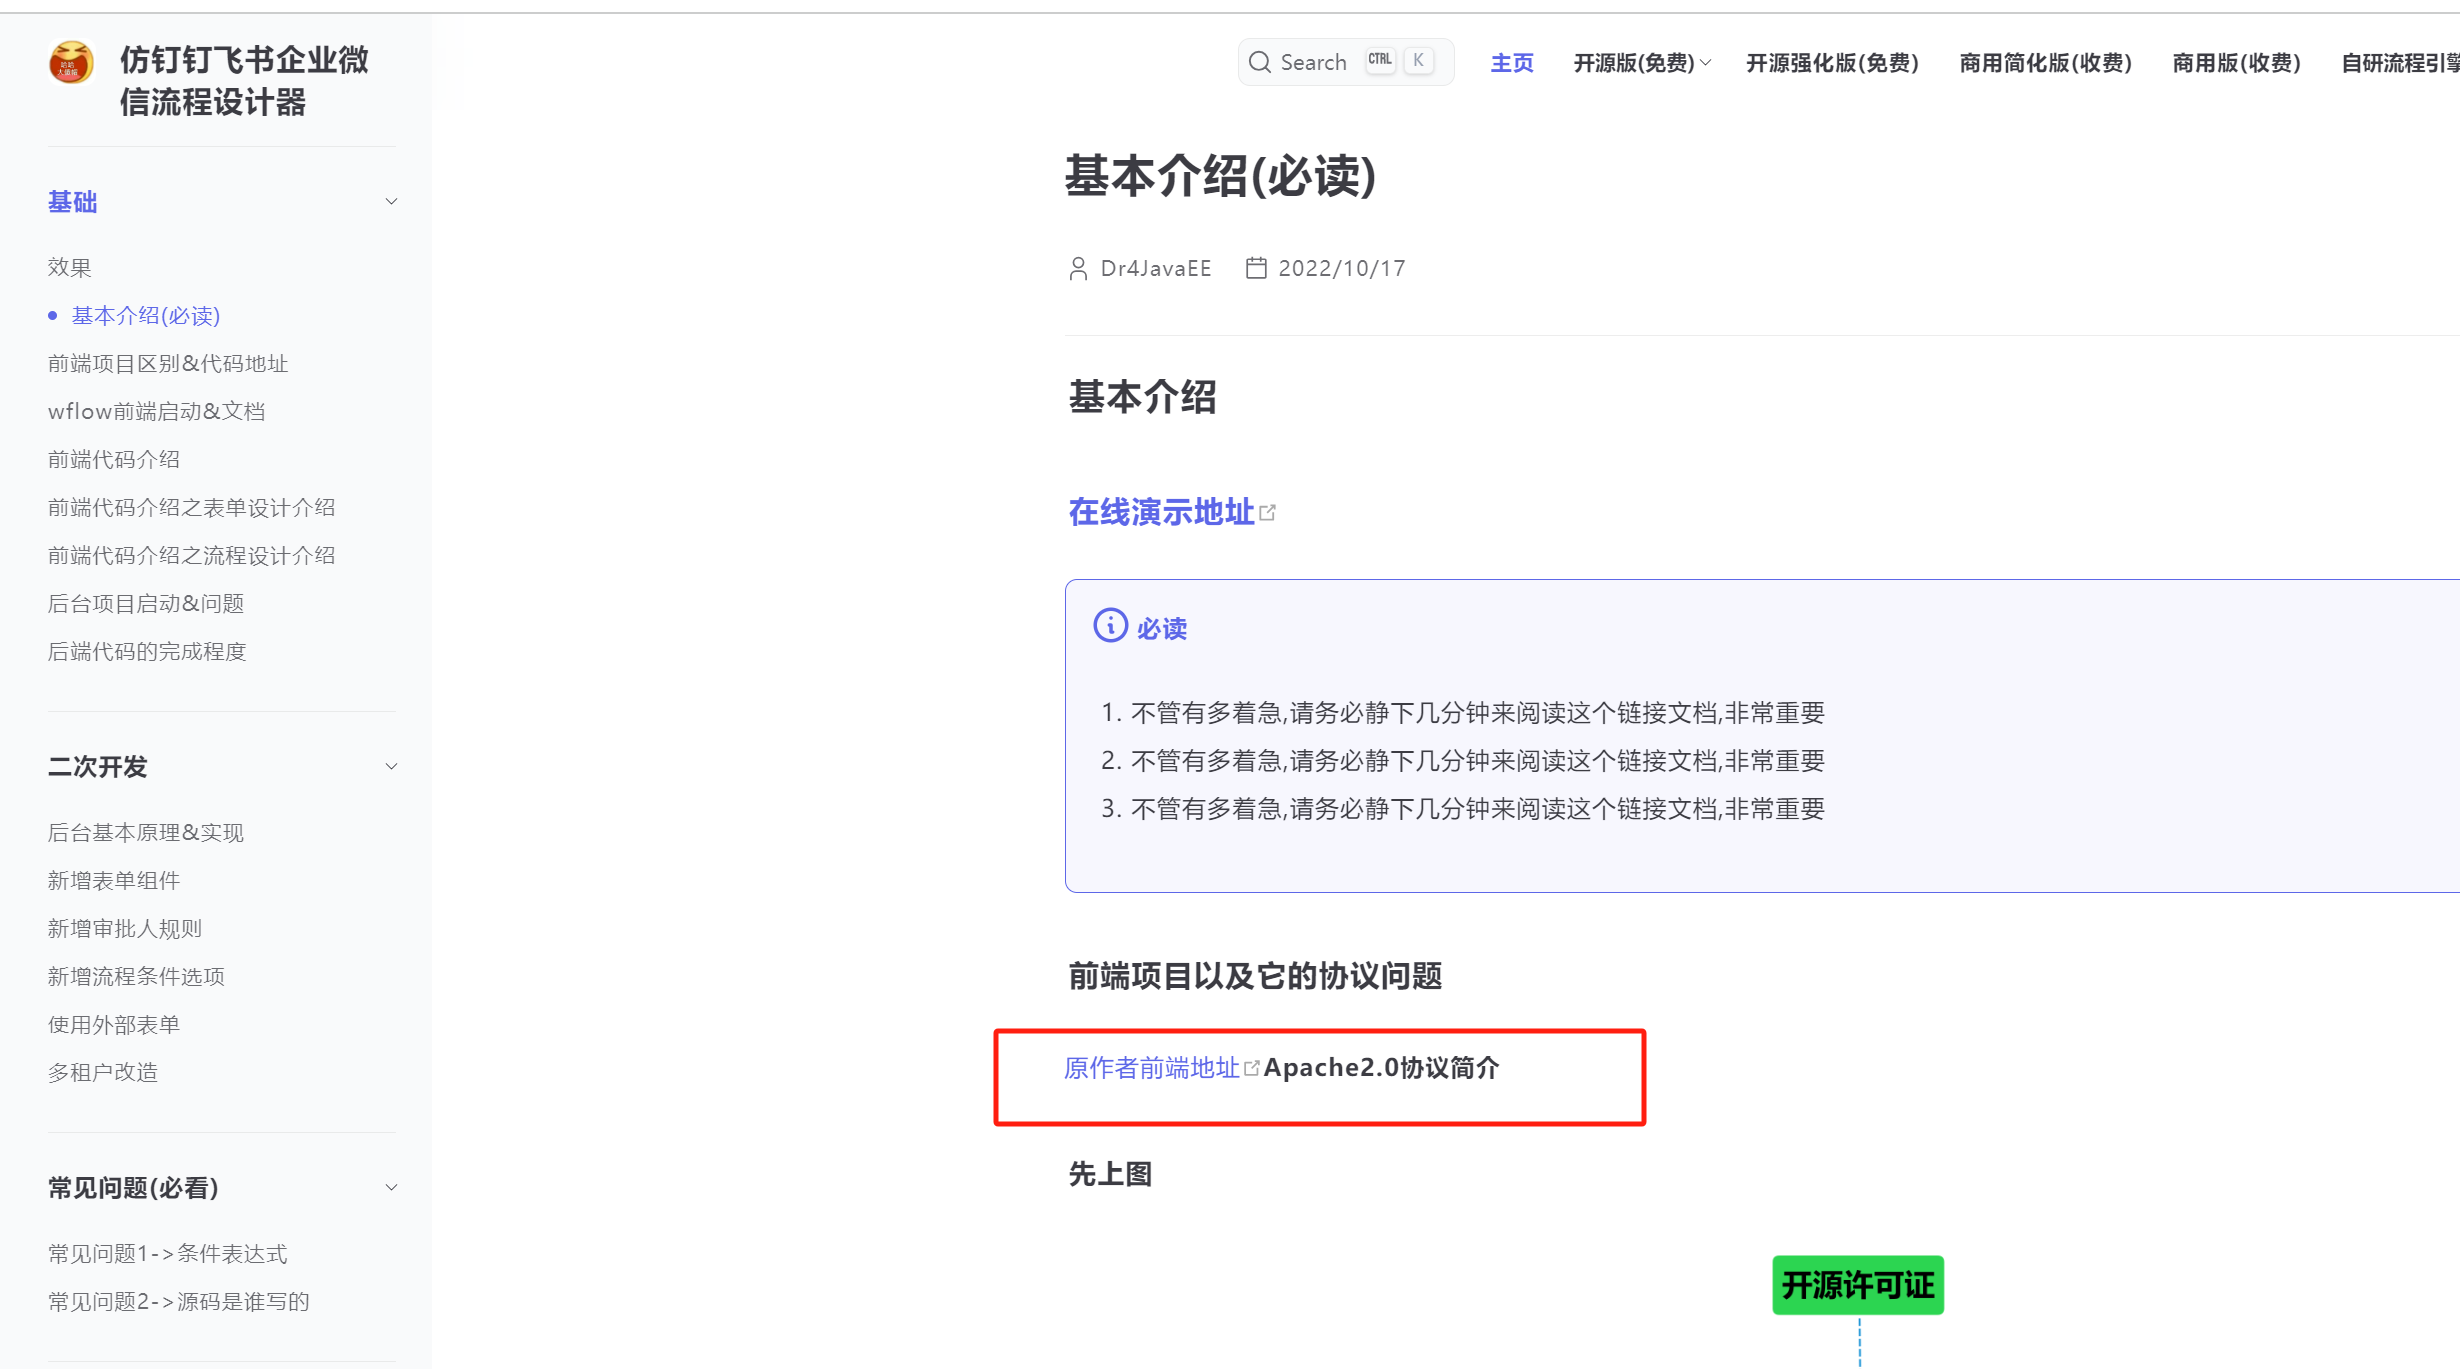 仿钉钉飞书企业微
信流程设计器
Search CTRL K 主页 开源版(免费) 开源强化版(免费) 商用简化版(收费) 商用版(收费) 自研流程引擎
基础
效果
基本介绍(必读)
前端项目区别&代码地址
wflow前端启动&文档
前端代码介绍
前端代码介绍之表单设计介绍
前端代码介绍之流程设计介绍
后台项目启动&问题
后端代码的完成程度
二次开发
后台基本原理&实现
新增表单组件
新增审批人规则
新增流程条件选项
使用外部表单
多租户改造
常见问题(必看)
常见问题1->条件表达式
常见问题2->源码是谁写的
基本介绍(必读)
Dr4JavaEE 2022/10/17
基本介绍
在线演示地址
必读
1. 不管有多着急,请务必静下几分钟来阅读这个链接文档,非常重要
2. 不管有多着急,请务必静下几分钟来阅读这个链接文档,非常重要
3. 不管有多着急,请务必静下几分钟来阅读这个链接文档,非常重要
前端项目以及它的协议问题
原作者前端地址 Apache2.0协议简介
先上图
开源许可证